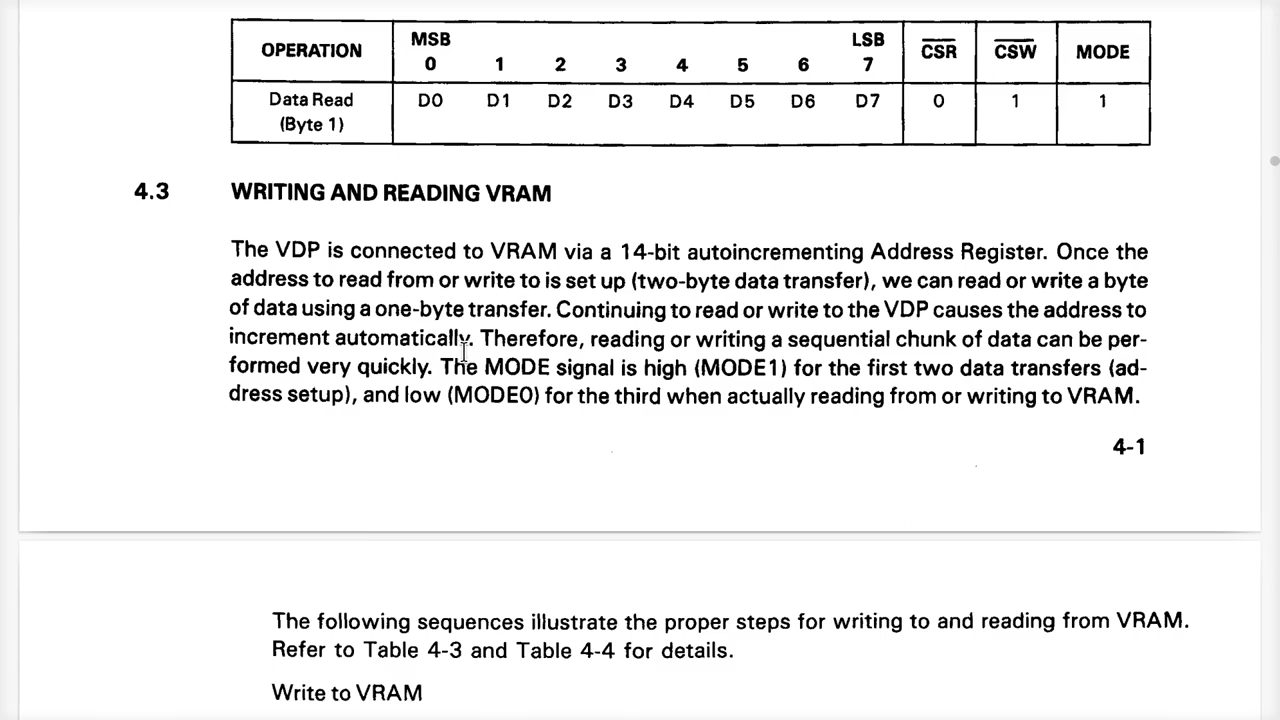 OPERATION MSB 0 1 2 3 4 5 6 LSB 7 CSR CSW MODE
Data Read (Byte 1) D0 D1 D2 D3 D4 D5 D6 D7 0 1 1
4.3 WRITING AND READING VRAM
The VDP is connected to VRAM via a 14-bit autoincrementing Address Register. Once the
address to read from or write to is set up (two-byte data transfer), we can read or write a byte
of data using a one-byte transfer. Continuing to read or write to the VDP causes the address to
increment automatically. Therefore, reading or writing a sequential chunk of data can be per-
formed very quickly. The MODE signal is high (MODE1) for the first two data transfers (ad-
dress setup), and low (MODE0) for the third when actually reading from or writing to VRAM.
4-1
The following sequences illustrate the proper steps for writing to and reading from VRAM.
Refer to Table 4-3 and Table 4-4 for details.
Write to VRAM